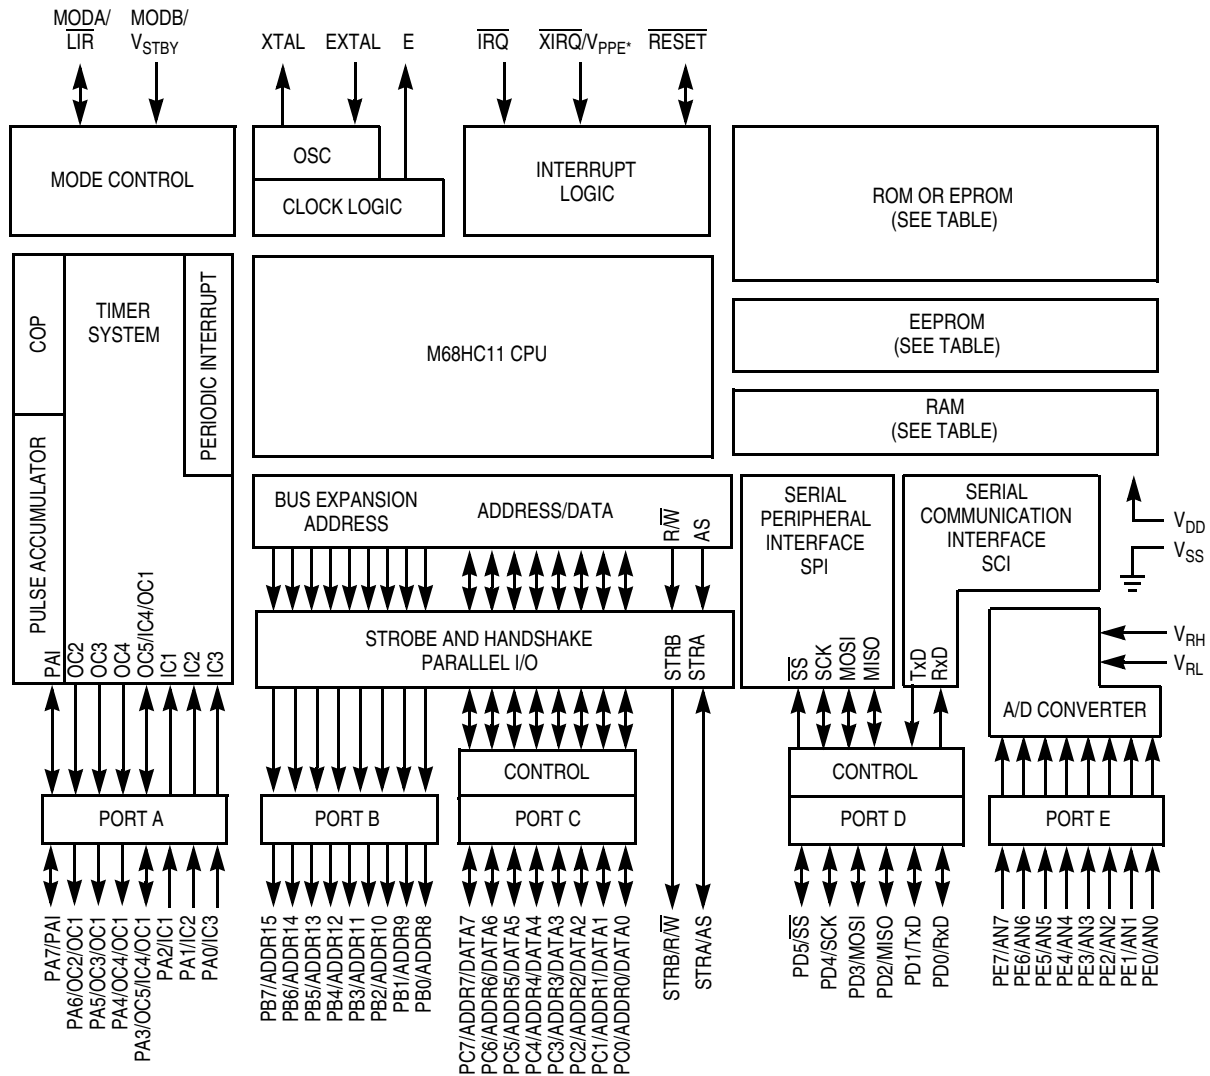 MODA/
LIR
MODB/
VSTBY
XTAL
EXTAL
E
IRQ
XIRQ/VPPE*
RESET
MODE CONTROL
OSC
CLOCK LOGIC
INTERRUPT
LOGIC
ROM OR EPROM
(SEE TABLE)
COP
TIMER
SYSTEM
PERIODIC INTERRUPT
M68HC11 CPU
EEPROM
(SEE TABLE)
RAM
(SEE TABLE)
PULSE ACCUMULATOR
PAI
OC2
OC3
OC4
OC5/IC4/OC1
IC1
IC2
IC3
BUS EXPANSION
ADDRESS
ADDRESS/DATA
R/W
AS
STROBE AND HANDSHAKE
PARALLEL I/O
STRB
STRA
SERIAL
PERIPHERAL
INTERFACE
SPI
SS
SCK
MOSI
MISO
SERIAL
COMMUNICATION
INTERFACE
SCI
TxD
RxD
VDD
VSS
VRH
VRL
A/D CONVERTER
CONTROL
CONTROL
PORT A
PORT B
PORT C
PORT D
PORT E
PA7/PAI
PA6/OC2/OC1
PA5/OC3/OC1
PA4/OC4/OC1
PA3/OC5/IC4/OC1
PA2/IC1
PA1/IC2
PA0/IC3
PB7/ADDR15
PB6/ADDR14
PB5/ADDR13
PB4/ADDR12
PB3/ADDR11
PB2/ADDR10
PB1/ADDR9
PB0/ADDR8
PC7/ADDR7/DATA7
PC6/ADDR6/DATA6
PC5/ADDR5/DATA5
PC4/ADDR4/DATA4
PC3/ADDR3/DATA3
PC2/ADDR2/DATA2
PC1/ADDR1/DATA1
PC0/ADDR0/DATA0
STRB/R/W
STRA/AS
PD5/SS
PD4/SCK
PD3/MOSI
PD2/MISO
PD1/TxD
PD0/RxD
PE7/AN7
PE6/AN6
PE5/AN5
PE4/AN4
PE3/AN3
PE2/AN2
PE1/AN1
PE0/AN0